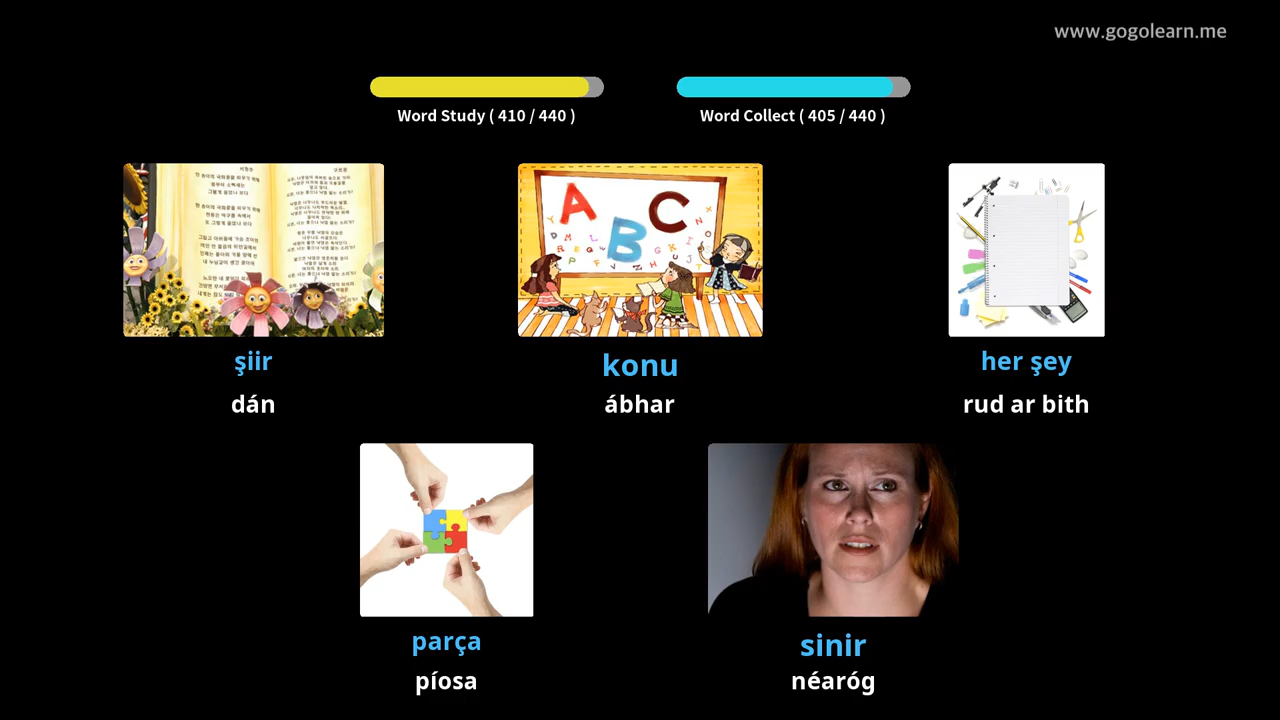 www.gogolearn.me
Word Study ( 410 / 440 )
Word Collect ( 405 / 440 )
A B C
şiir
konu
her şey
dán
ábhar
rud ar bith
parça
sinir
píosa
néaróg